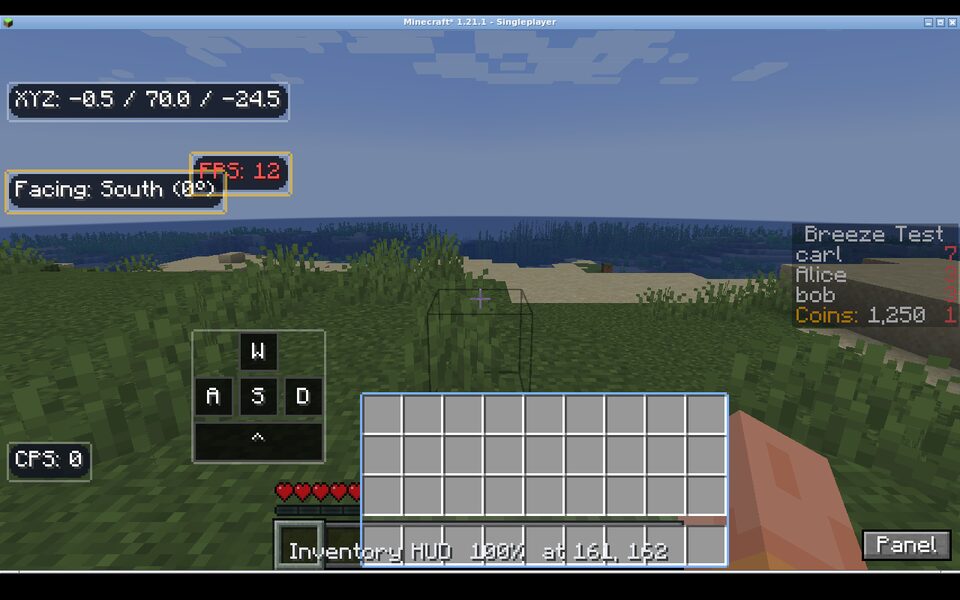 Minecraft* 1.21.1 - Singleplayer
XYZ: -0.5 / 70.0 / -24.5
FPS: 12
Facing: South (0°)
Breeze Test
carl 7
Alice
bob
Coins: 1,250 1
W
A S D
^
CPS: 0
Inventory HUD 100% at 161, 162
Panel